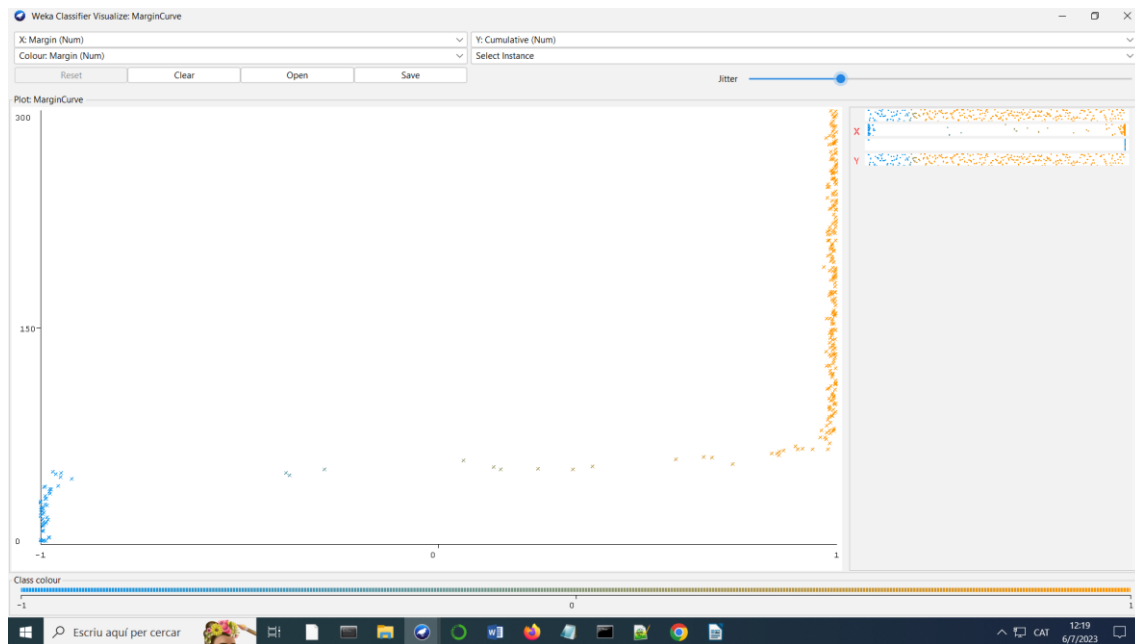 Weka Classifier Visualize: MarginCurve
X: Margin (Num)
Y: Cumulative (Num)
Colour: Margin (Num)
Select Instance
Reset
Clear
Open
Save
Jitter
Plot: MarginCurve
300
150
0
-1
0
1
X
Y
Class colour
-1
0
1
Escriu aquí per cercar
CAT
12:19
6/7/2023